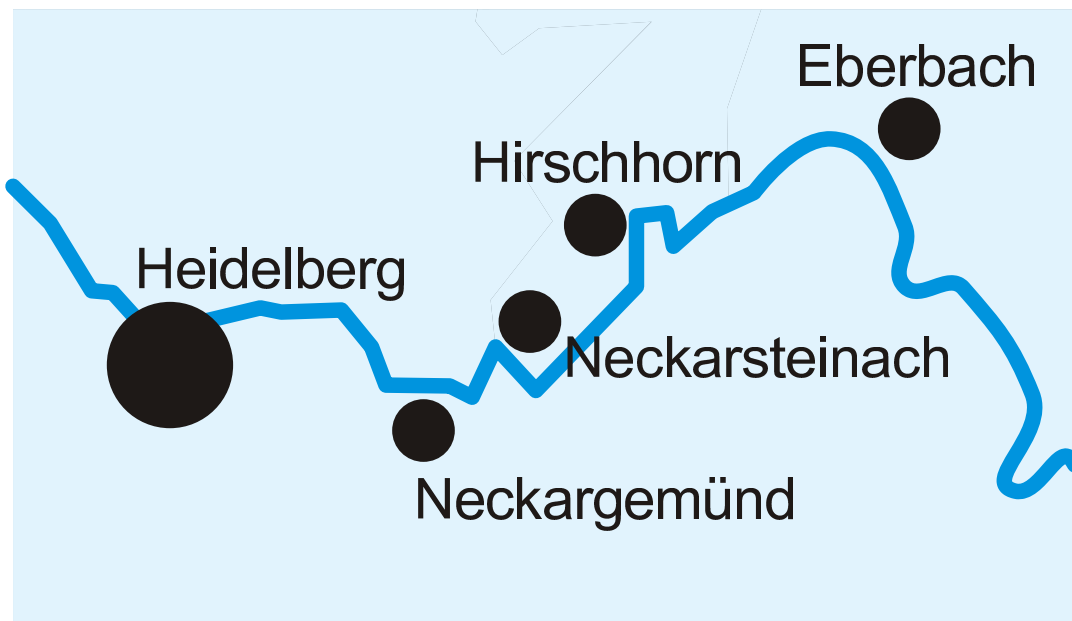 Eberbach
Hirschhorn
Heidelberg
Neckarsteinach
Neckargemünd